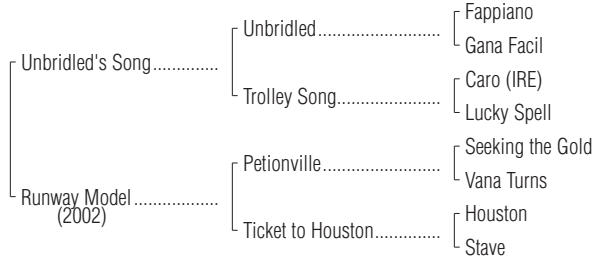 Fappiano
Unbridled........................
Gana Facil
Unbridled's Song..............
Caro (IRE)
Trolley Song....................
Lucky Spell
Seeking the Gold
Petionville.......................
Vana Turns
Runway Model..................
(2002)
Houston
Ticket to Houston.............
Stave